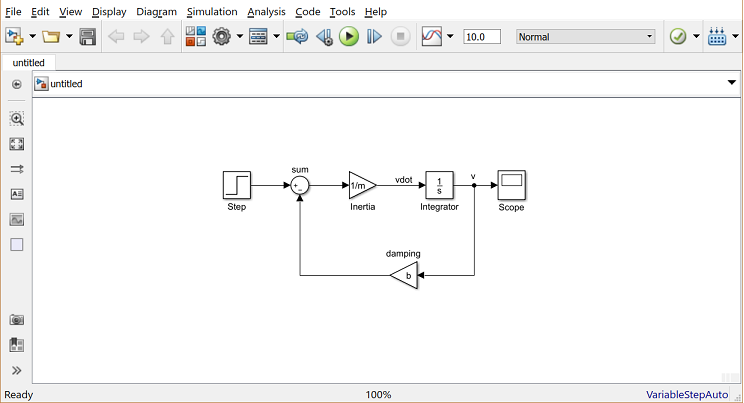 File Edit View Display Diagram Simulation Analysis Code Tools Help
10.0 Normal
untitled
untitled
sum
+
−
1/m
vdot
1
s
v
Step
Inertia
Integrator
Scope
damping
b
Ready 100% VariableStepAuto